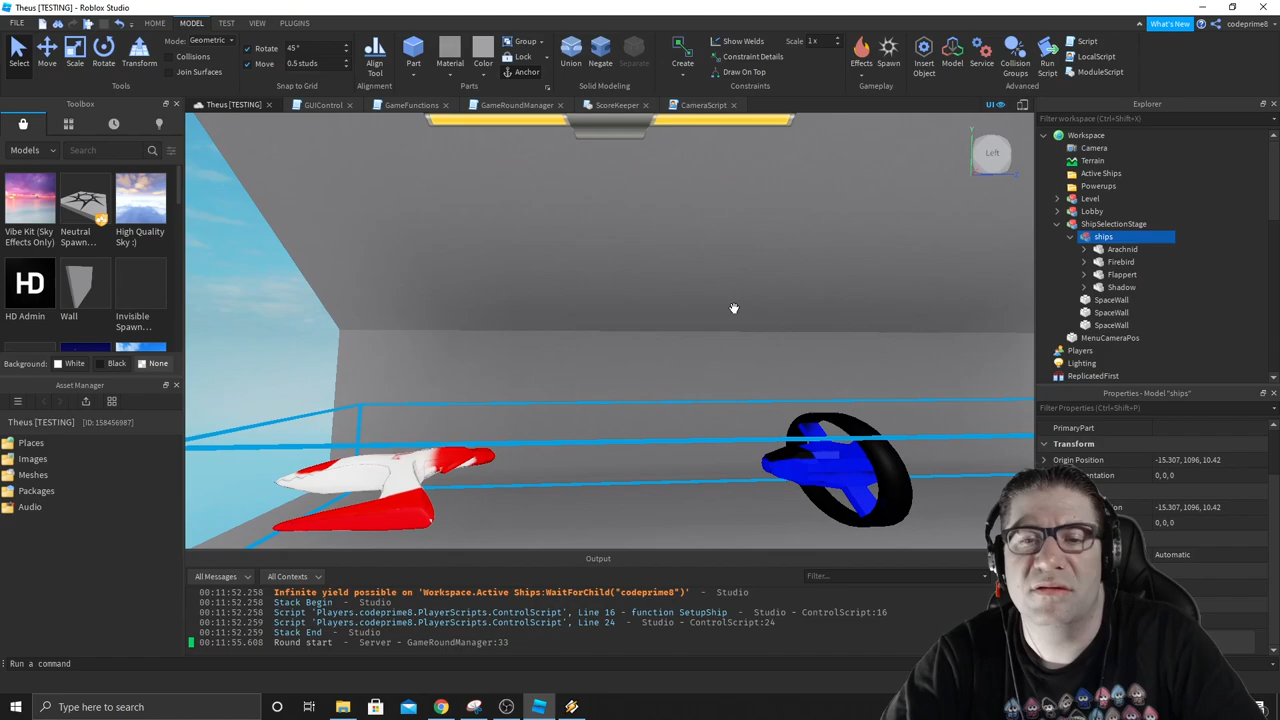 Theus [TESTING] - Roblox Studio
FILE HOME MODEL TEST VIEW PLUGINS What's New codeprime8
Select Move Scale Rotate Transform
Mode: Geometric
Collisions
Join Surfaces
Tools
Rotate 45°
Move 0.5 studs
Snap to Grid
Align Tool
Alignment
Part Material Color
Group
Lock
Anchor
Parts
Union Negate Separate
Solid Modeling
Create
Show Welds Scale 1 x
Constraint Details
Draw On Top
Constraints
Effects Spawn
Gameplay
Insert Object Model Service Collision Groups Run Script
Script
LocalScript
ModuleScript
Advanced
Toolbox
Theus [TESTING] GUIControl GameFunctions GameRoundManager ScoreKeeper CameraScript UI
Explorer
Filter workspace (Ctrl+Shift+X)
Models Search
Vibe Kit (Sky Effects Only)
Neutral Spawn...
High Quality Sky :)
HD
HD Admin
Wall
Invisible Spawn...
Background: White Black None
Asset Manager
Theus [TESTING] (ID: 158456987)
Places
Images
Meshes
Packages
Audio
Y
Left
Workspace
Camera
Terrain
Active Ships
Powerups
Level
Lobby
ShipSelectionStage
ships
Arachnid
Firebird
Flappert
Shadow
SpaceWall
SpaceWall
SpaceWall
MenuCameraPos
Players
Lighting
ReplicatedFirst
Properties - Model "ships"
Filter Properties (Ctrl+Shift+P)
PrimaryPart
Transform
Origin Position -15.307, 1096, 10.42
0, 0, 0
-15.307, 1096, 10.42
0, 0, 0
Automatic
Output
All Messages All Contexts Filter...
00:11:52.258 Infinite yield possible on 'Workspace.Active Ships:WaitForChild("codeprime8")' - Studio
00:11:52.258 Stack Begin - Studio
00:11:52.258 Script 'Players.codeprime8.PlayerScripts.ControlScript', Line 16 - function SetupShip - Studio - ControlScript:16
00:11:52.259 Script 'Players.codeprime8.PlayerScripts.ControlScript', Line 24 - Studio - ControlScript:24
00:11:52.259 Stack End - Studio
00:11:55.608 Round start - Server - GameRoundManager:33
Run a command
Type here to search